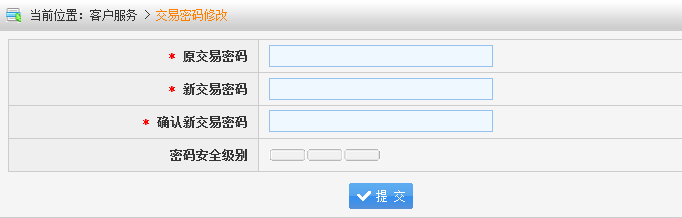 当前位置：客户服务 > 交易密码修改
* 原交易密码
* 新交易密码
* 确认新交易密码
密码安全级别
提 交